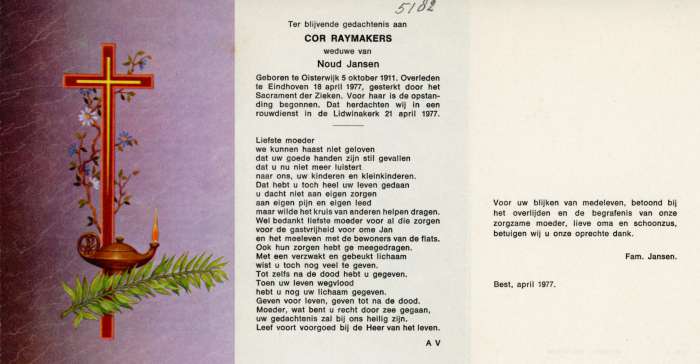 5182
Ter blijvende gedachtenis aan
COR RAYMAKERS
weduwe van
Noud Jansen
Geboren te Oisterwijk 5 oktober 1911. Overleden
te Eindhoven 18 april 1977, gesterkt door het
Sacrament der Zieken. Voor haar is de opstan-
ding begonnen. Dat herdachten wij in een
rouwdienst in de Lidwinakerk 21 april 1977.
Liefste moeder
we kunnen haast niet geloven
dat uw goede handen zijn stil gevallen
dat u nu niet meer luistert
naar ons, uw kinderen en kleinkinderen.
Dat hebt u toch heel uw leven gedaan
u dacht niet aan eigen zorgen
aan eigen pijn en eigen leed
maar wilde het kruis van anderen helpen dragen.
Wel bedankt liefste moeder voor al die zorgen
voor de gastvrijheid voor ome Jan
en het meeleven met de bewoners van de flats.
Ook hun zorgen hebt ge meegedragen.
Met een verzwakt en gebeukt lichaam
wist u toch nog veel te geven.
Tot zelfs na de dood hebt u gegeven.
Toen uw leven wegvlood
hebt u nog uw lichaam gegeven.
Geven voor leven, geven tot na de dood.
Moeder, wat bent u recht door zee gegaan,
uw gedachtenis zal bij ons heilig zijn.
Leef voort voorgoed bij de Heer van het leven.
A V
Voor uw blijken van medeleven, betoond bij
het overlijden en de begrafenis van onze
zorgzame moeder, lieve oma en schoonzus,
betuigen wij u onze oprechte dank.
Fam. Jansen.
Best, april 1977.